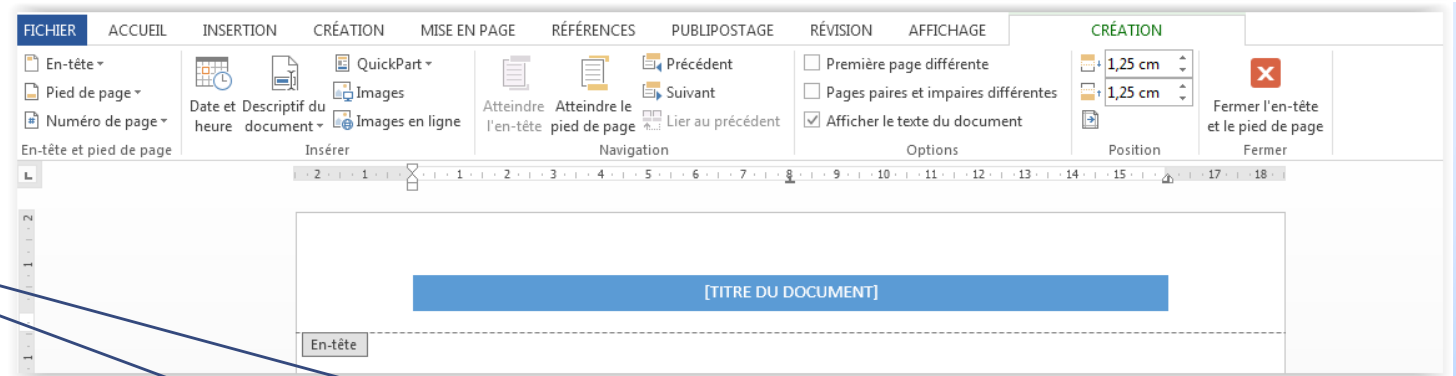 FICHIER ACCUEIL INSERTION CRÉATION MISE EN PAGE RÉFÉRENCES PUBLIPOSTAGE RÉVISION AFFICHAGE CRÉATION
En-tête
Pied de page
Numéro de page
En-tête et pied de page
Date et heure
Descriptif du document
QuickPart
Images
Images en ligne
Insérer
Atteindre l'en-tête
Atteindre le pied de page
Précédent
Suivant
Lier au précédent
Navigation
Première page différente
Pages paires et impaires différentes
Afficher le texte du document
Options
1,25 cm
1,25 cm
Position
Fermer l'en-tête
et le pied de page
Fermer
L
2 1 1 2 3 4 5 6 7 8 9 10 11 12 13 14 15 17 18
2
1
1
[TITRE DU DOCUMENT]
En-tête